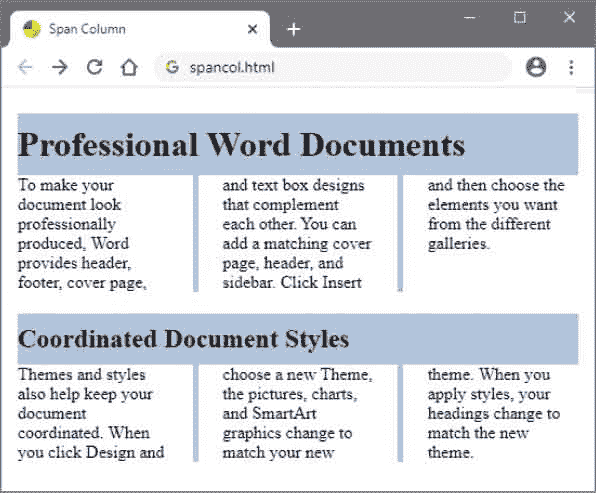 Span Column
spancol.html
Professional Word Documents
To make your
document look
professionally
produced, Word
provides header,
footer, cover page,
and text box designs
that complement
each other. You can
add a matching cover
page, header, and
sidebar. Click Insert
and then choose the
elements you want
from the different
galleries.
Coordinated Document Styles
Themes and styles
also help keep your
document
coordinated. When
you click Design and
choose a new Theme,
the pictures, charts,
and SmartArt
graphics change to
match your new
theme. When you
apply styles, your
headings change to
match the new
theme.